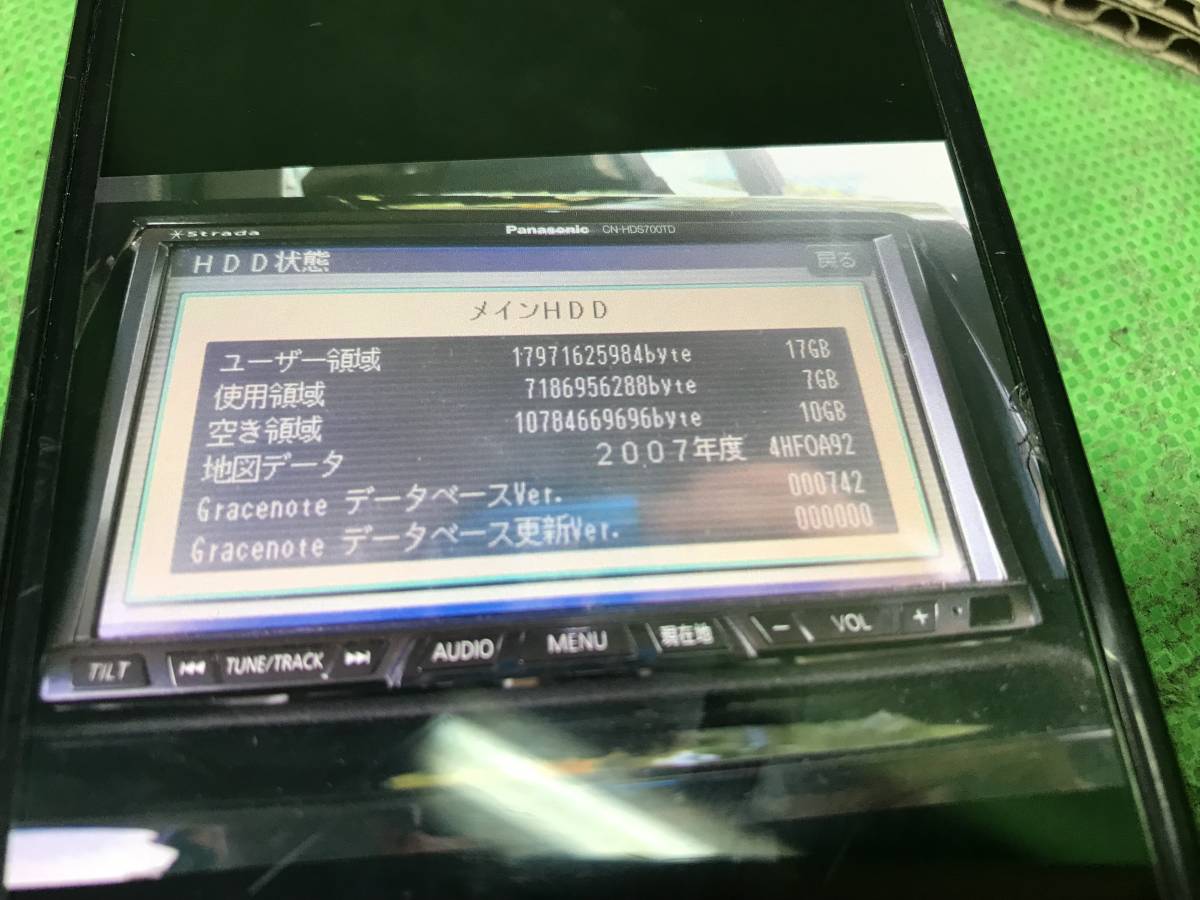 Strada Panasonic CN-HDS700TD
HDD状態 戻る
メインHDD
ユーザー領域 17971625984byte 17GB
使用領域 7186956288byte 7GB
空き領域 10784669696byte 10GB
地図データ 2007年度 4HF0A92
Gracenote データベースVer. 000742
Gracenote データベース更新Ver. 000000
TILT TUNE/TRACK AUDIO MENU 現在地 - VOL +